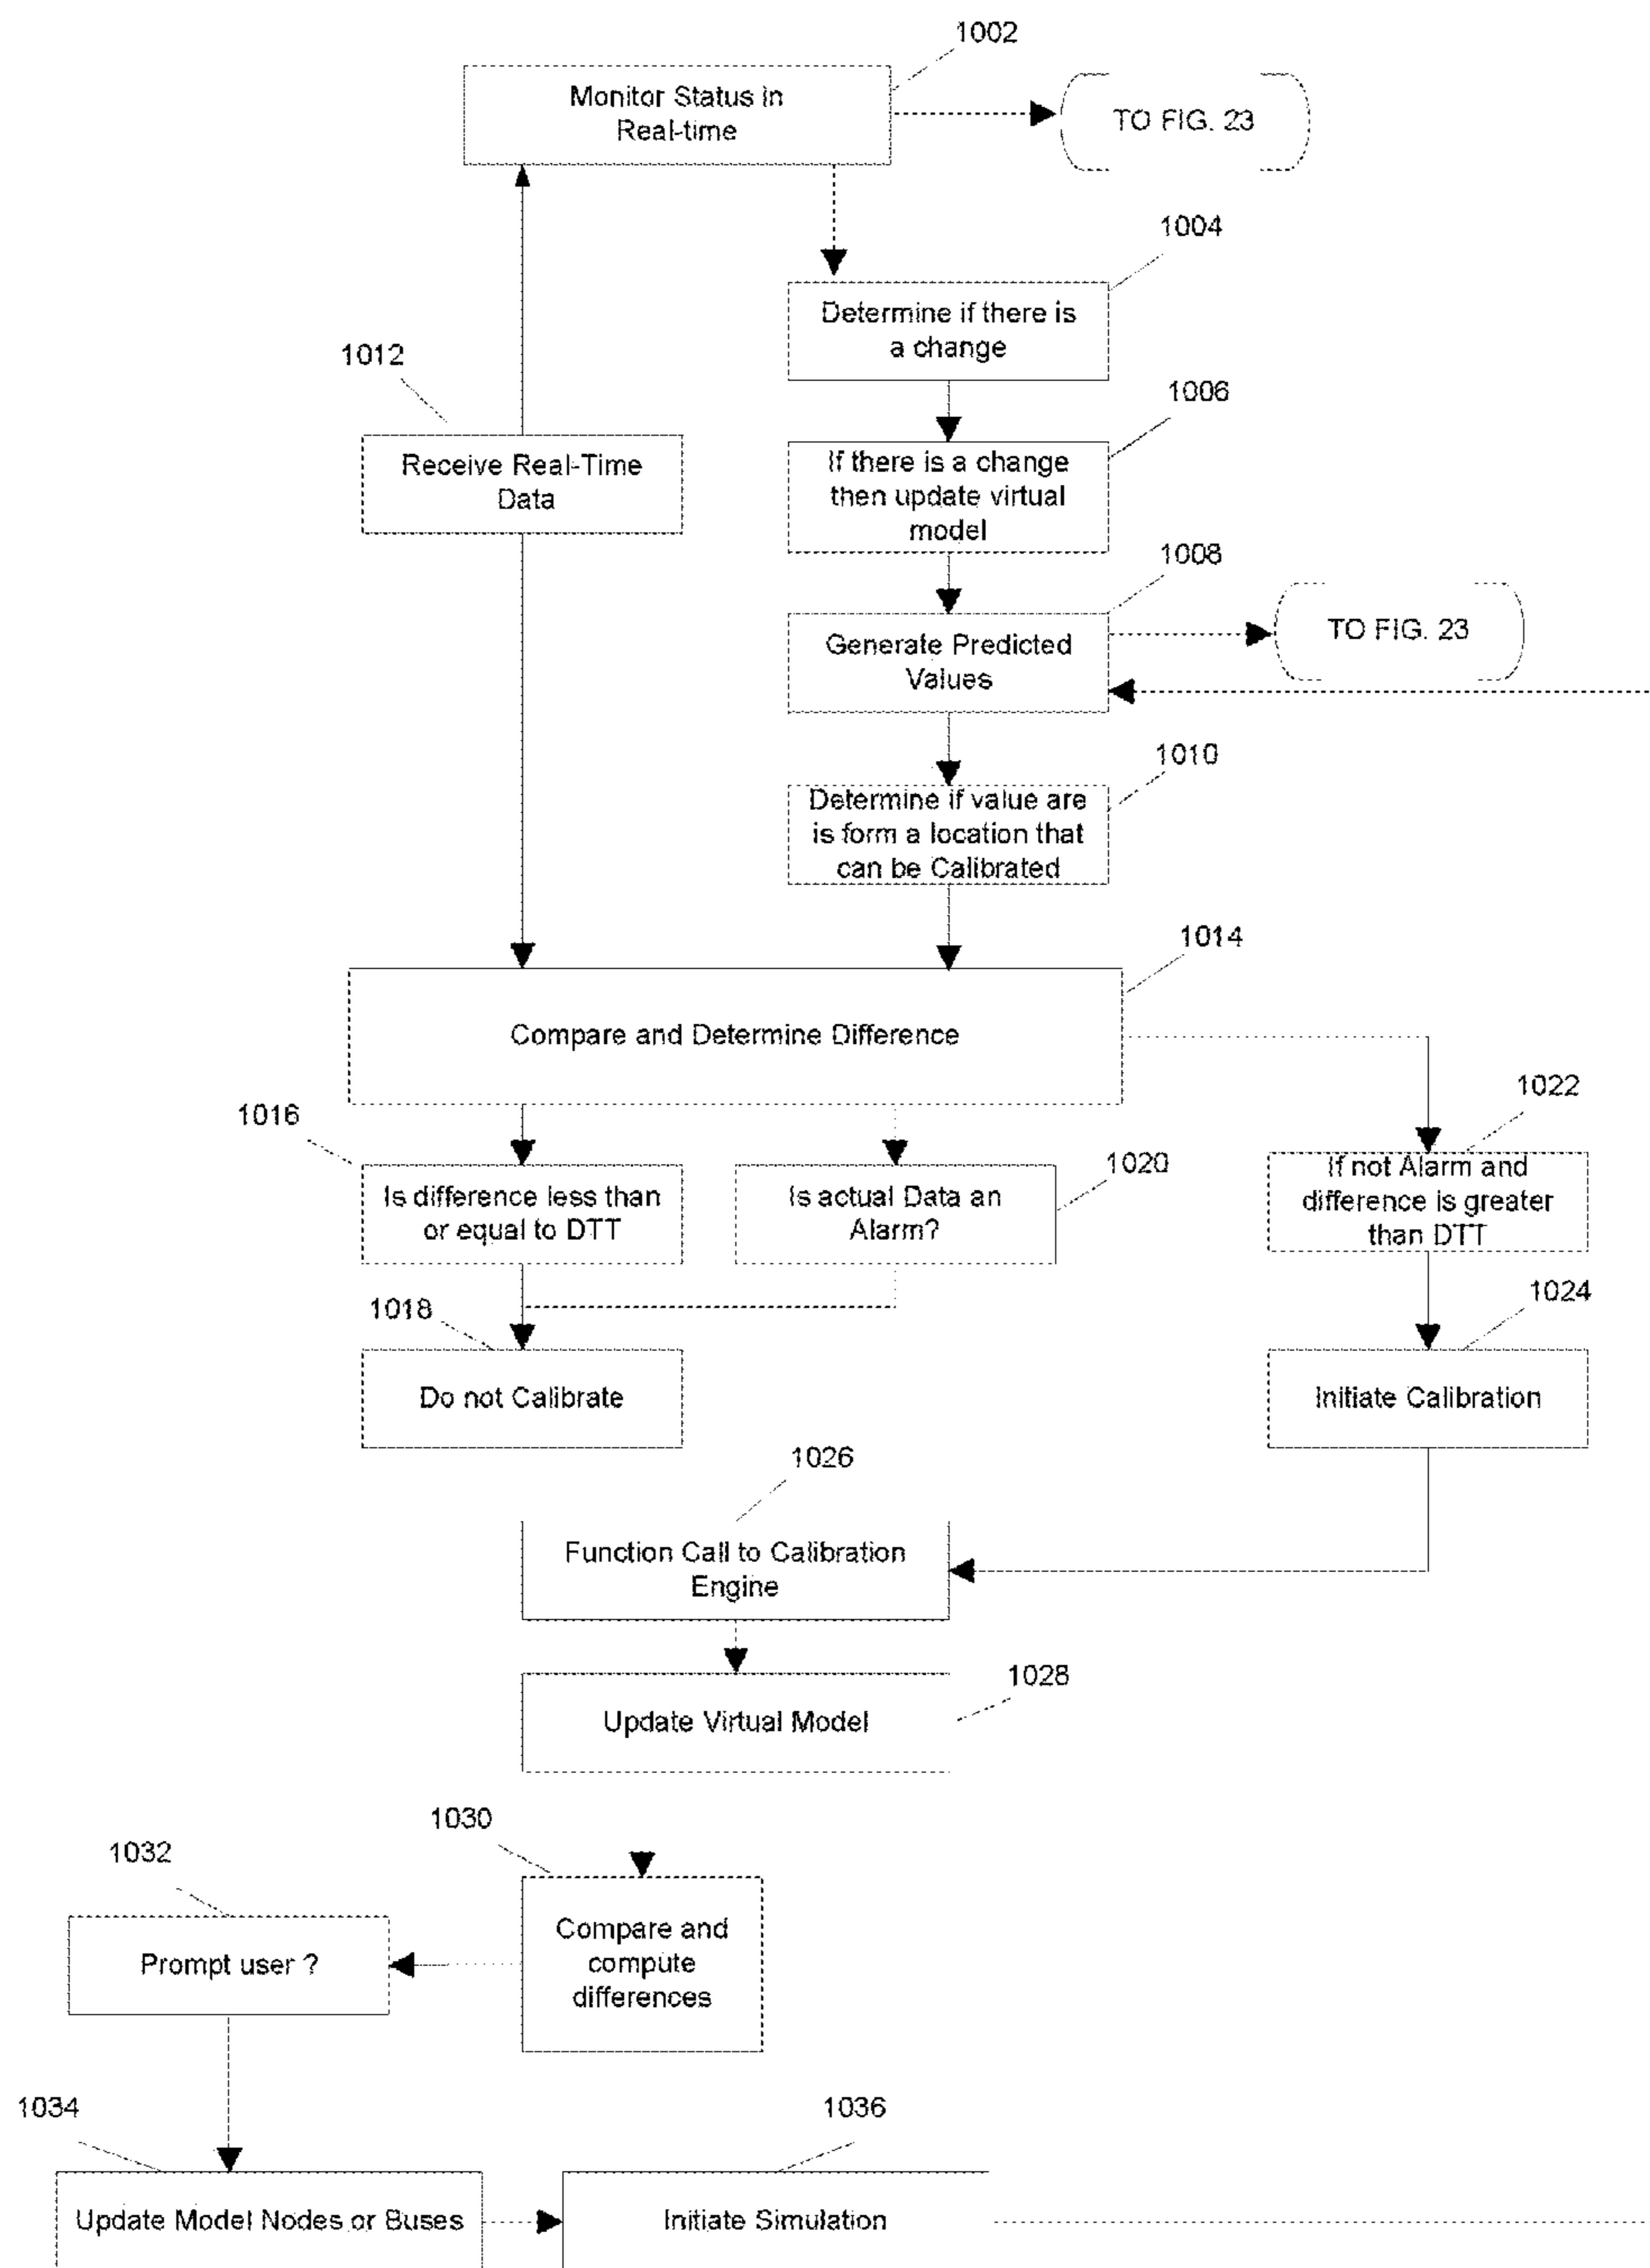 1002
Monitor Status in
Real-time
TO FIG. 23
1004
Determine if there is
a change
1012
1006
Receive Real-Time
Data
If there is a change
then update virtual
model
1008
Generate Predicted
Values
TO FIG. 23
1010
Determine if value are
is form a location that
can be Calibrated
1014
Compare and Determine Difference
1016
1020
1022
Is difference less than
or equal to DTT
Is actual Data an
Alarm?
If not Alarm and
difference is greater
than DTT
1018
1024
Do not Calibrate
Initiate Calibration
1026
Function Call to Calibration
Engine
1028
Update Virtual Model
1030
1032
Compare and
compute
differences
Prompt user ?
1034
1036
Update Model Nodes or Buses
Initiate Simulation